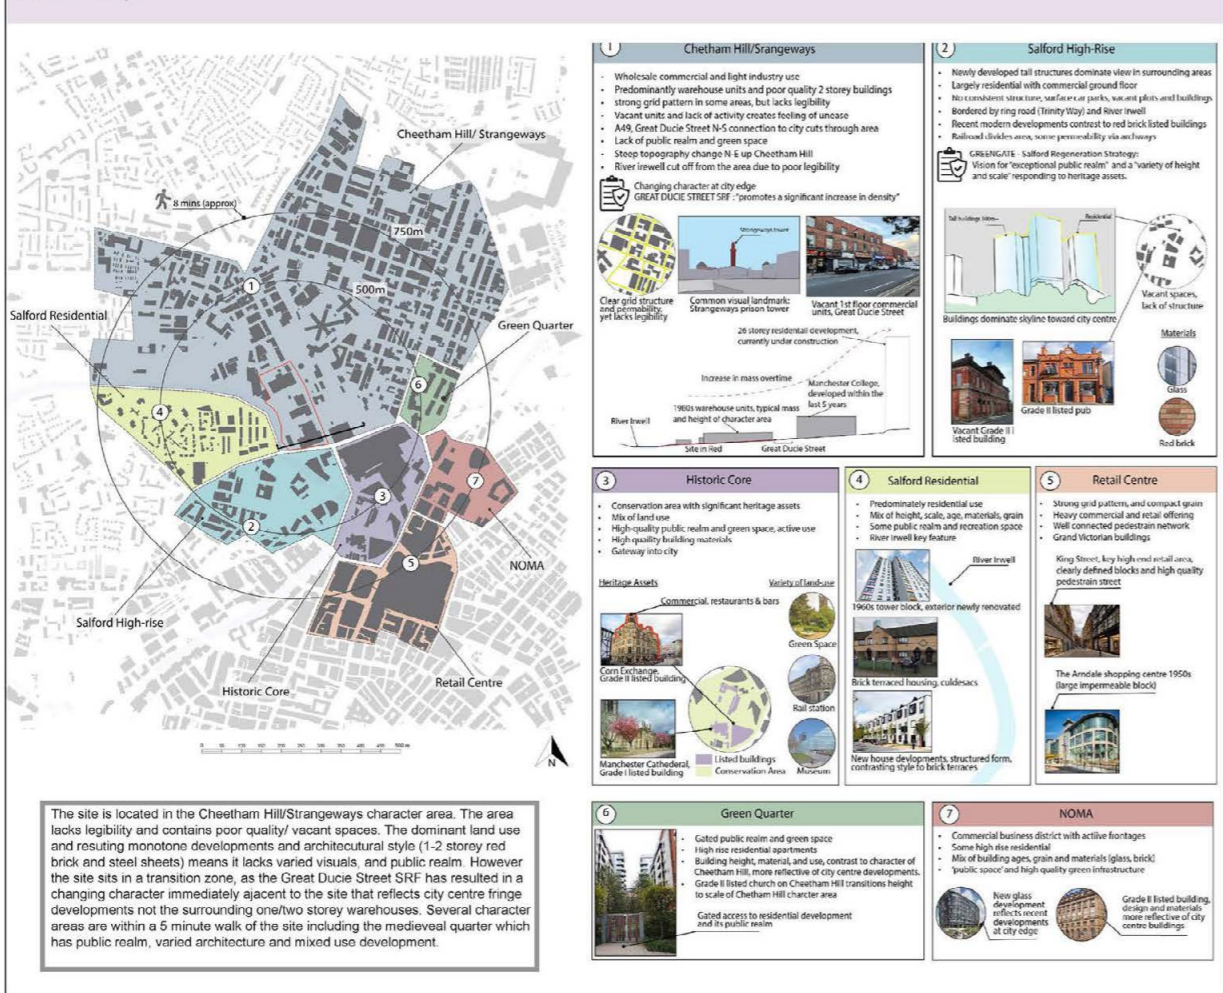 Cheetham Hill/ Strangeways
8 mins (approx)
750m
500m
1
Salford Residential
Green Quarter
6
4
7
3
2
5
NOMA
Salford High-rise
Retail Centre
Historic Core
N
The site is located in the Cheetham Hill/Strangeways character area. The area
lacks legibility and contains poor quality/ vacant spaces. The dominant land use
and resuting monotone developments and architecutural style (1-2 storey red
brick and steel sheets) means it lacks varied visuals, and public realm. However
the site sits in a transition zone, as the Great Ducie Street SRF has resulted in a
changing character immediately ajacent to the site that reflects city centre fringe
developments not the surrounding one/two storey warehouses. Several character
areas are within a 5 minute walk of the site including the medieveal quarter which
has public realm, varied architecture and mixed use development.
1
Chetham Hill/Srangeways
- Wholesale commercial and light industry use
• Predominantly warehouse units and poor quality 2 storey buildings
• strong grid pattern in some areas, but lacks legibility
• Vacant units and lack of activity creates feeling of unease
• A49, Great Ducie Street N-S connection to city cuts through area
• Lack of public realm and green space
- Steep topography change N-E up Cheetham Hill
• River irewell cut off from the area due to poor legibility
Changing character at city edge
GREAT DUCIE STREET SRF :"promotes a significant increase in density"
Strangeways tower
Clear grid structure
and permability,
yet lacks legibility
Common visual landmark:
Strangeways prison tower
Vacant 1st floor commercial
units, Great Ducie Street
26 storey residentail development,
currently under construction
Increase in mass overtime
Manchester College,
developed within the
last 5 years
1980s warehouse units, typical mass
and height of character area
River Irwell
Site in Red
Great Ducie Street
2
Salford High-Rise
• Newly developed tall structures dominate view in surrounding areas
• Largely residential with commercial ground floor
• No consistent structure, surface car parks, vacant plots and buildings
• Bordered by ring road (Trinity Way) and River Irwell
• Recent modern developments contrast to red brick listed buildings
• Railroad divides area, some permeability via archways
GREENGATE - Salford Regeneration Strategy:
Vision for "exceptional public realm" and a "variety of height
and scale" responding to heritage assets.
Residential
Buildings dominate skyline toward city centre
Vacant spaces,
lack of structure
Materials
Glass
Red brick
Grade II listed pub
Vacant Grade II l
isted building
3
Historic Core
• Conservation area with significant heritage assets
• Mix of land use
• High-quality public realm and green space, active use
• High quality building materials
• Gateway into city
Heritage Assets
Variety of land-use
Commercial, restaurants & bars
Green Space
Corn Exchange,
Grade II listed building
Rail station
Manchester Cathederal,
Grade I listed building
Listed buildings
Conservation Area
Museum
4
Salford Residential
• Predominately residential use
• Mix of height, scale, age, materials, grain
• Some public realm and recreation space
• River Irwell key feature
River Irwell
1960s tower block, exterior newly renovated
Brick terraced housing, culdesacs
New house devlopments, structured form,
contrasting style to brick terraces
5
Retail Centre
• Strong grid pattern, and compact grain
• Heavy commercial and retail offering
• Well connected pedestrain network
• Grand Victorian buildings
King Street, key high end retail area,
clearly defined blocks and high quality
pedestrain street
The Arndale shopping centre 1950s
(large impermeable block)
6
Green Quarter
• Gated public realm and green space
• High rise residential apartments
• Building height, material, and use, contrast to character of
Cheetham Hill, more reflective of city centre developments.
• Grade II listed church on Cheetham Hill transitions height
to scale of Chetham Hill charcter area
Gated access to residential development
and its public realm
7
NOMA
• Commercial business district with actiive frontages
• Some high rise residential
• Mix of building ages, grain and materials [glass, brick]
• 'public space' and high quality green infrastructure
New glass
development
reflects recent
developments
at city edge
Grade II listed building,
design and materials
more reflective of city
centre buildings